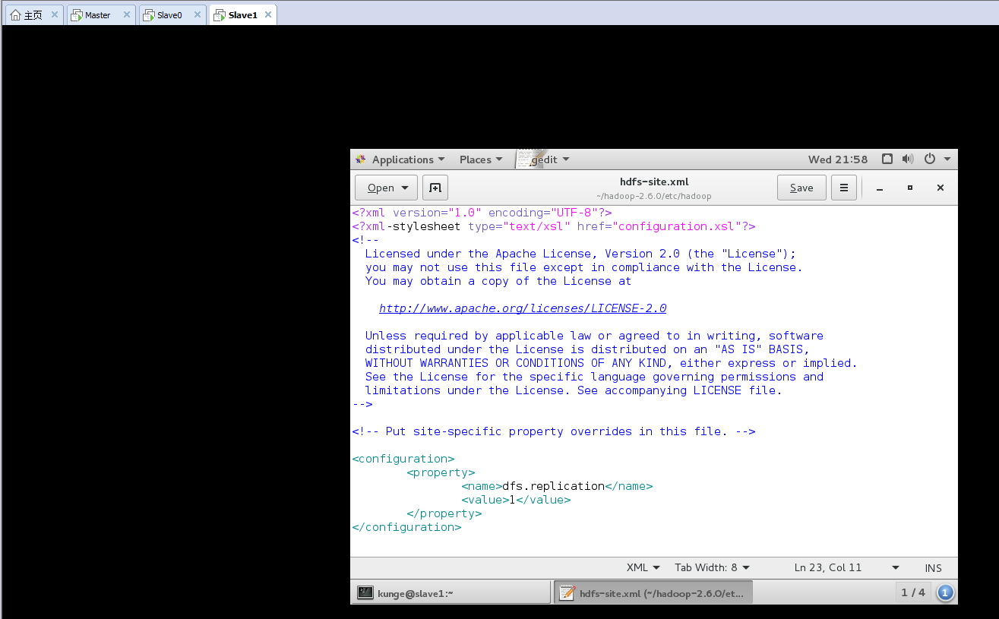 主页 Master Slave0 Slave1
Applications Places gedit Wed 21:58
Open hdfs-site.xml Save
~/hadoop-2.6.0/etc/hadoop
<?xml version="1.0" encoding="UTF-8"?>
<?xml-stylesheet type="text/xsl" href="configuration.xsl"?>
<!--
Licensed under the Apache License, Version 2.0 (the "License");
you may not use this file except in compliance with the License.
You may obtain a copy of the License at
http://www.apache.org/licenses/LICENSE-2.0
Unless required by applicable law or agreed to in writing, software
distributed under the License is distributed on an "AS IS" BASIS,
WITHOUT WARRANTIES OR CONDITIONS OF ANY KIND, either express or implied.
See the License for the specific language governing permissions and
limitations under the License. See accompanying LICENSE file.
-->
<!-- Put site-specific property overrides in this file. -->
<configuration>
<property>
<name>dfs.replication</name>
<value>1</value>
</property>
</configuration>
XML Tab Width: 8 Ln 23, Col 11 INS
kunge@slave1:~ hdfs-site.xml (~/hadoop-2.6.0/et... 1 / 4 1